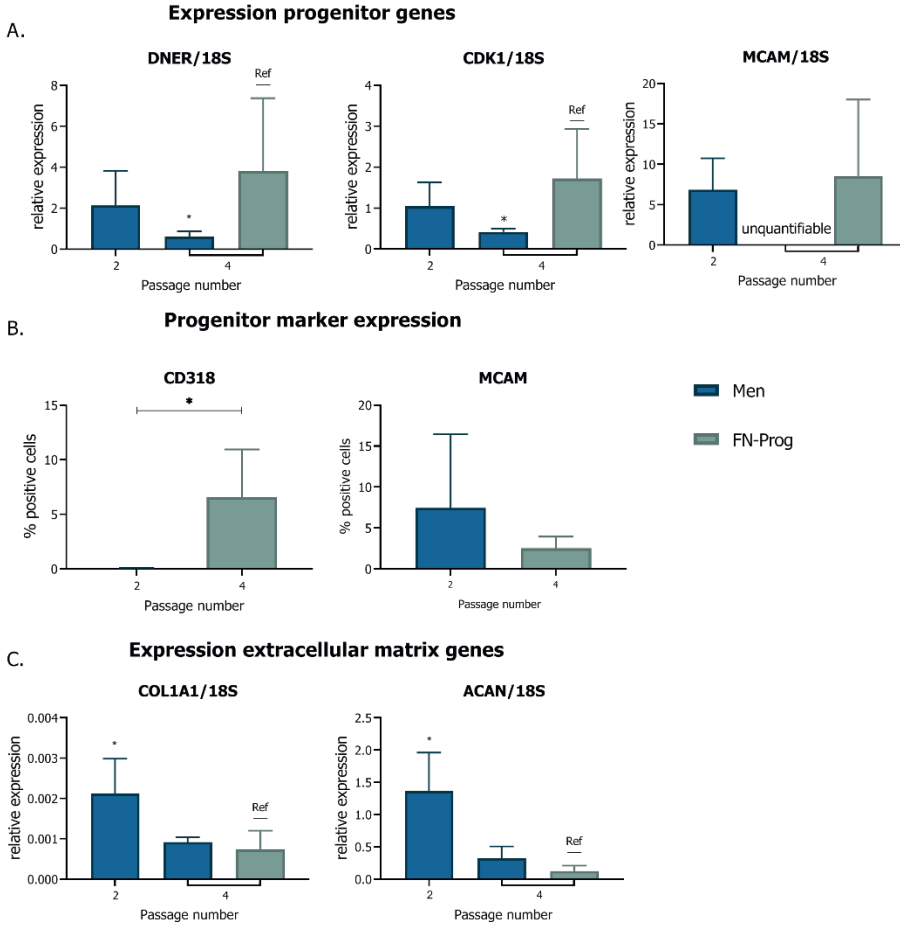 Expression progenitor genes
A.
DNER/18S
CDK1/18S
MCAM/18S
relative expression
8
6
4
2
0
Ref
*
2
4
Passage number
relative expression
4
3
2
1
0
Ref
*
2
4
Passage number
relative expression
20
15
10
5
0
unquantifiable
2
4
Passage number
Progenitor marker expression
B.
CD318
MCAM
% positive cells
15
10
5
0
*
2
4
Passage number
% positive cells
20
15
10
5
0
2
4
Passage number
Men
FN-Prog
Expression extracellular matrix genes
C.
COL1A1/18S
ACAN/18S
relative expression
0.004
0.003
0.002
0.001
0.000
*
Ref
2
4
Passage number
relative expression
2.5
2.0
1.5
1.0
0.5
0.0
*
Ref
2
4
Passage number